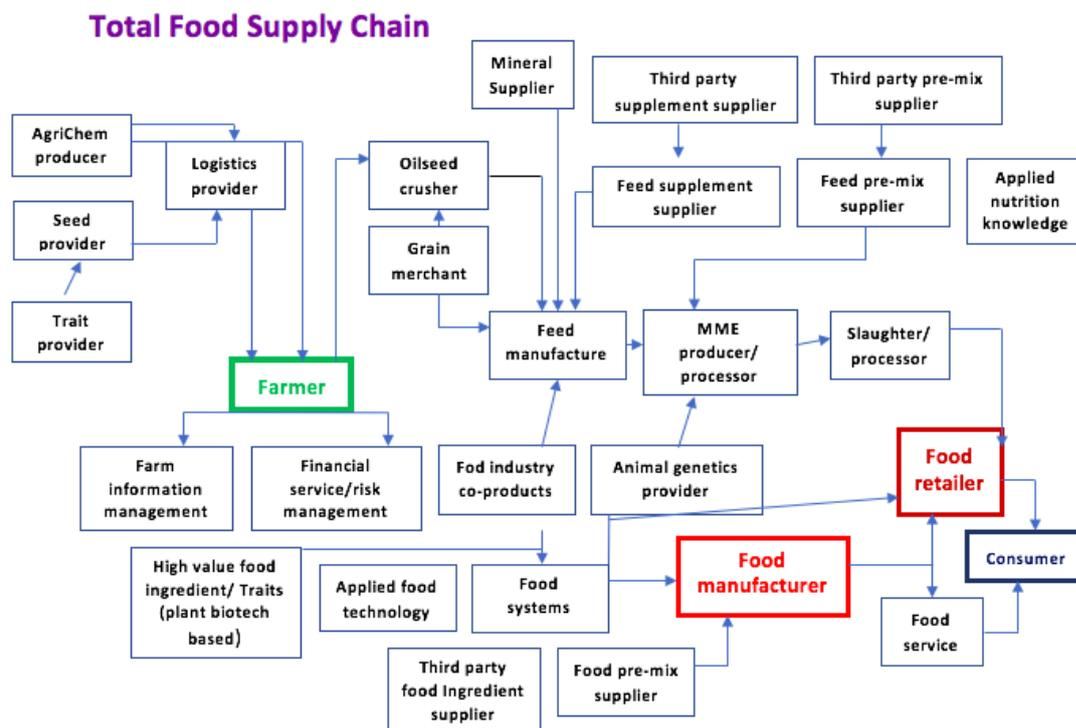 Total Food Supply Chain
Mineral
Supplier
Third party
supplement supplier
Third party pre-mix
supplier
AgriChem
producer
Logistics
provider
Oilseed
crusher
Feed supplement
supplier
Feed pre-mix
supplier
Applied
nutrition
knowledge
Seed
provider
Grain
merchant
Trait
provider
Feed
manufacture
MME
producer/
processor
Slaughter/
processor
Farmer
Farm
information
management
Financial
service/risk
management
Fod industry
co-products
Animal genetics
provider
Food
retailer
High value food
ingredient/ Traits
(plant biotech
based)
Applied food
technology
Food
systems
Food
manufacturer
Consumer
Food
service
Third party
food Ingredient
supplier
Food pre-mix
supplier